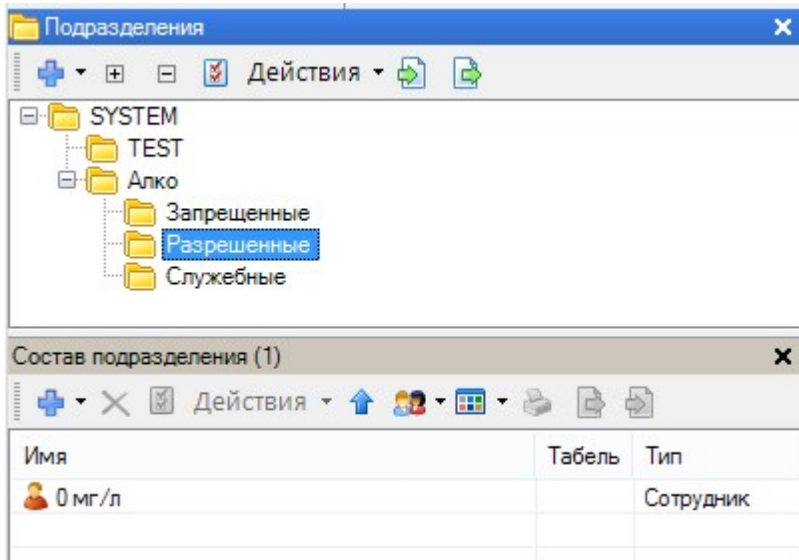 Подразделения
Действия
SYSTEM
TEST
Алко
Запрещенные
Разрешенные
Служебные
Состав подразделения (1)
Действия
Имя Табель Тип
0 мг/л Сотрудник